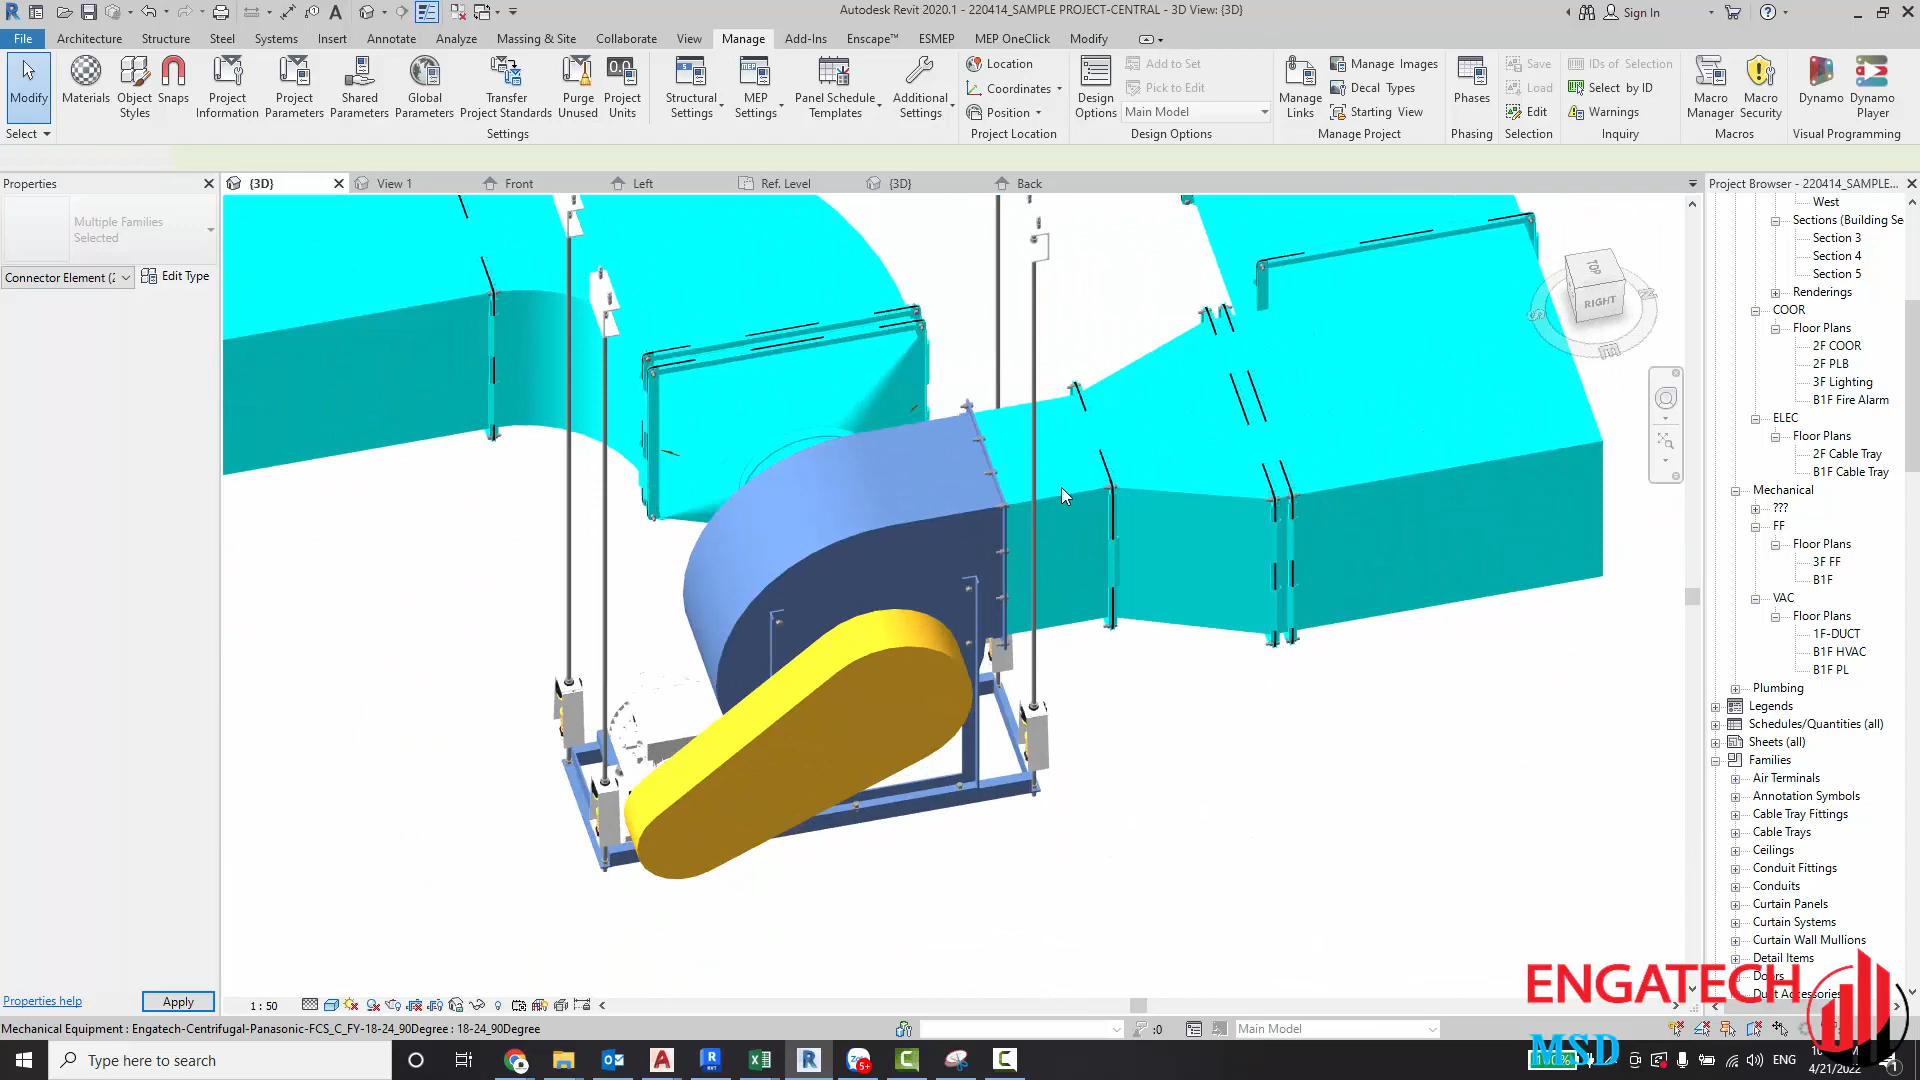 Autodesk Revit 2020.1 - 220414_SAMPLE PROJECT-CENTRAL - 3D View: {3D}
Sign In
File Architecture Structure Steel Systems Insert Annotate Analyze Massing & Site Collaborate View Manage Add-Ins Enscape™ ESMEP MEP OneClick Modify
Modify
Materials
Object Styles
Snaps
Project Information
Project Parameters
Shared Parameters
Global Parameters
Transfer Project Standards
Purge Unused
Project Units
Structural Settings
MEP Settings
Panel Schedule Templates
Additional Settings
Location
Coordinates
Position
Design Options
Add to Set
Pick to Edit
Main Model
Manage Links
Manage Images
Decal Types
Starting View
Phases
Save
Load
Edit
IDs of Selection
Select by ID
Warnings
Macro Manager
Macro Security
Dynamo
Dynamo Player
Select Settings Project Location Design Options Manage Project Phasing Selection Inquiry Macros Visual Programming
Properties
{3D} View 1 Front Left Ref. Level {3D} Back
Project Browser - 220414_SAMPLE...
Multiple Families Selected
Connector Element (2
Edit Type
TOP
RIGHT
West
Sections (Building Se
Section 3
Section 4
Section 5
Renderings
COOR
Floor Plans
2F COOR
2F PLB
3F Lighting
B1F Fire Alarm
ELEC
Floor Plans
2F Cable Tray
B1F Cable Tray
Mechanical
???
FF
Floor Plans
3F FF
B1F
VAC
Floor Plans
1F-DUCT
B1F HVAC
B1F PL
Plumbing
Legends
Schedules/Quantities (all)
Sheets (all)
Families
Air Terminals
Annotation Symbols
Cable Tray Fittings
Cable Trays
Ceilings
Conduit Fittings
Conduits
Curtain Panels
Curtain Systems
Curtain Wall Mullions
Detail Items
Doors
Duct Accessories
ENGATECH
MSD
Properties help
Apply
1 : 50
Mechanical Equipment : Engatech-Centrifugal-Panasonic-FCS_C_FY-18-24_90Degree : 18-24_90Degree
:0
Main Model
Type here to search
100%
ENG
4/21/2022